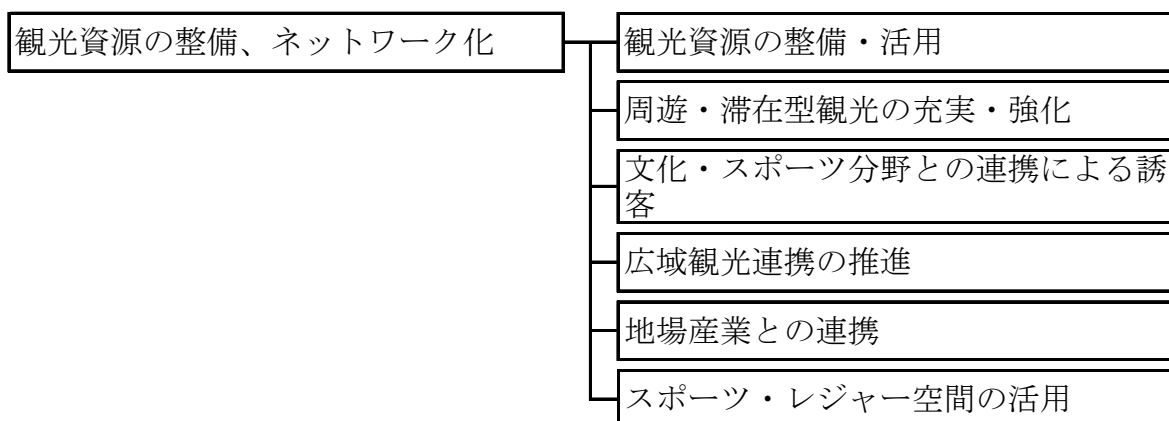 観光資源の整備、ネットワーク化
観光資源の整備・活用
周遊・滞在型観光の充実・強化
文化・スポーツ分野との連携による誘
客
広域観光連携の推進
地場産業との連携
スポーツ・レジャー空間の活用